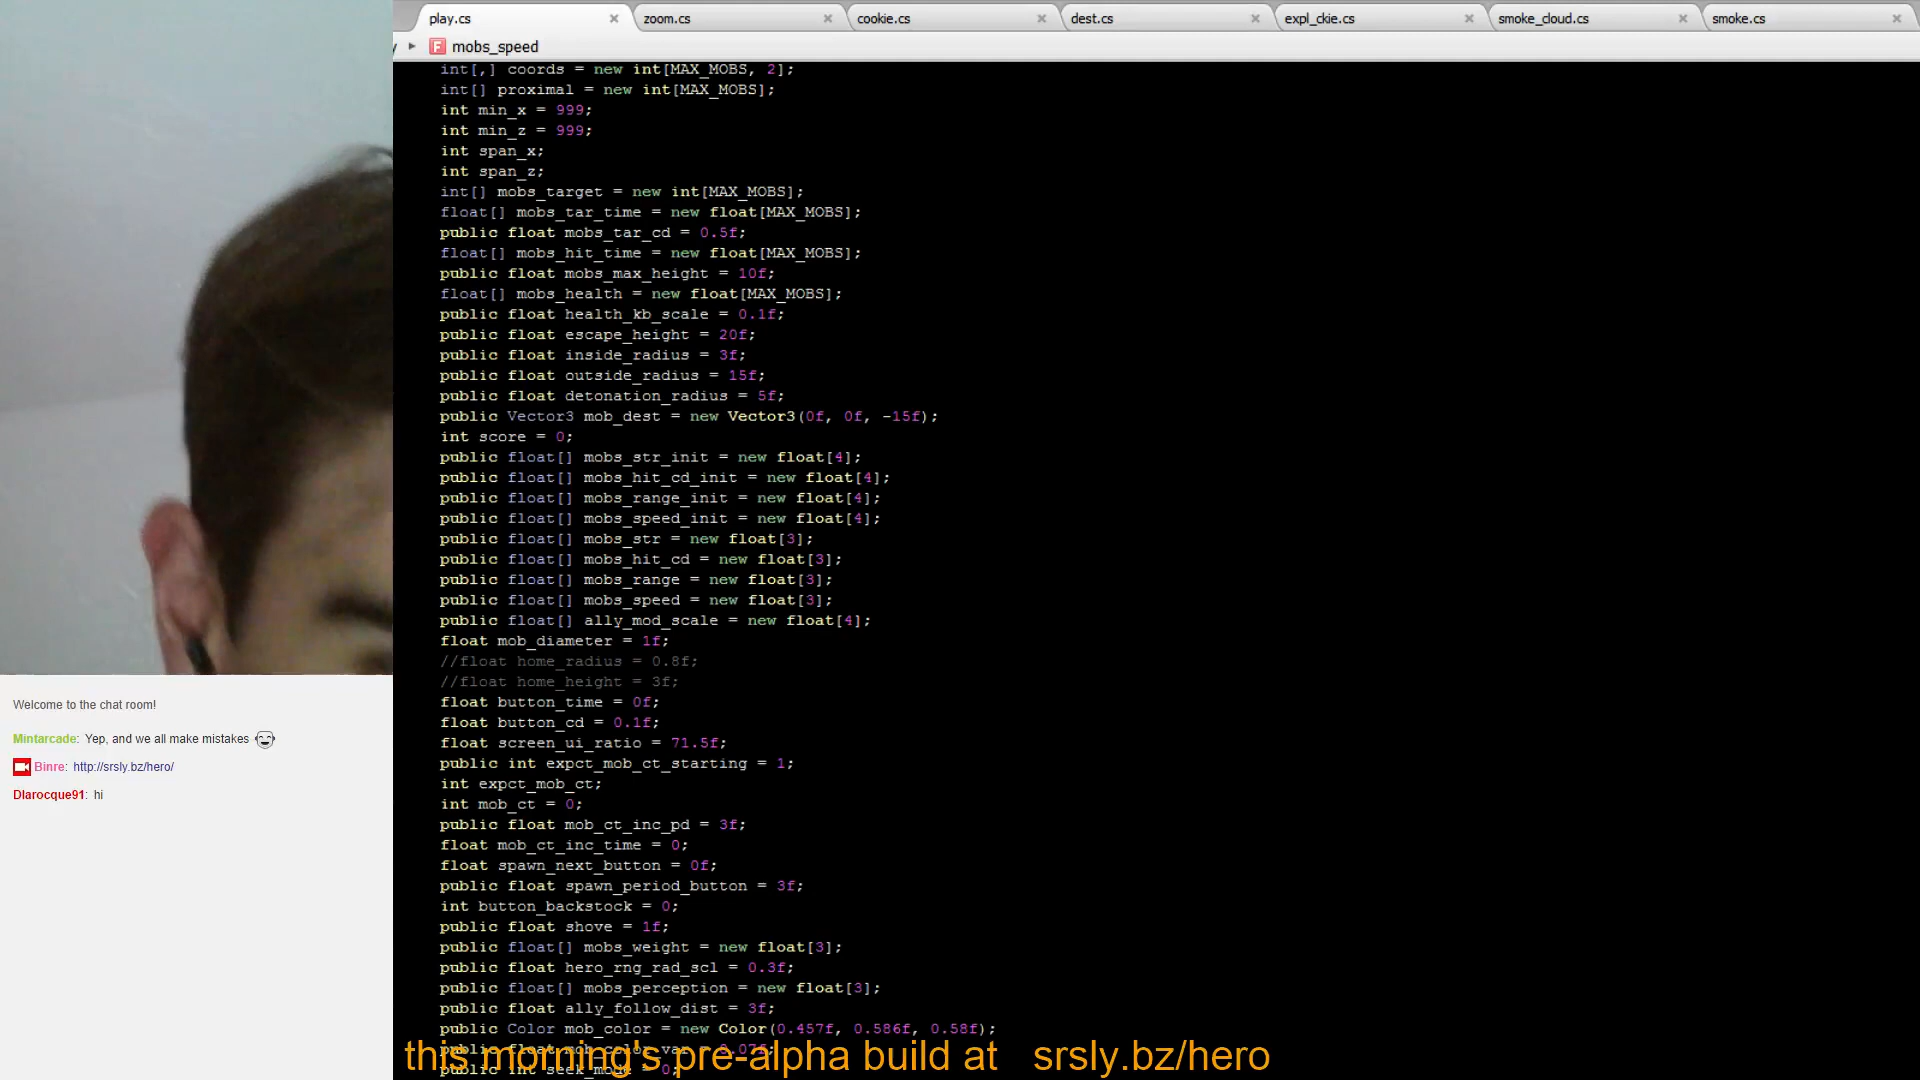 play.cs
zoom.cs
cookie.cs
dest.cs
expl_ckie.cs
smoke_cloud.cs
smoke.cs
mobs_speed
int[,] coords = new int[MAX_MOBS, 2];
int[] proximal = new int[MAX_MOBS];
int min_x = 999;
int min_z = 999;
int span_x;
int span_z;
int[] mobs_target = new int[MAX_MOBS];
float[] mobs_tar_time = new float[MAX_MOBS];
public float mobs_tar_cd = 0.5f;
float[] mobs_hit_time = new float[MAX_MOBS];
public float mobs_max_height = 10f;
float[] mobs_health = new float[MAX_MOBS];
public float health_kb_scale = 0.1f;
public float escape_height = 20f;
public float inside_radius = 3f;
public float outside_radius = 15f;
public float detonation_radius = 5f;
public Vector3 mob_dest = new Vector3(0f, 0f, -15f);
int score = 0;
public float[] mobs_str_init = new float[4];
public float[] mobs_hit_cd_init = new float[4];
public float[] mobs_range_init = new float[4];
public float[] mobs_speed_init = new float[4];
public float[] mobs_str = new float[3];
public float[] mobs_hit_cd = new float[3];
public float[] mobs_range = new float[3];
public float[] mobs_speed = new float[3];
public float[] ally_mod_scale = new float[4];
float mob_diameter = 1f;
//float home_radius = 0.8f;
//float home_height = 3f;
float button_time = 0f;
float button_cd = 0.1f;
float screen_ui_ratio = 71.5f;
public int expct_mob_ct_starting = 1;
int expct_mob_ct;
int mob_ct = 0;
public float mob_ct_inc_pd = 3f;
float mob_ct_inc_time = 0;
float spawn_next_button = 0f;
public float spawn_period_button = 3f;
int button_backstock = 0;
public float shove = 1f;
public float[] mobs_weight = new float[3];
public float hero_rng_rad_scl = 0.3f;
public float[] mobs_perception = new float[3];
public float ally_follow_dist = 3f;
public Color mob_color = new Color(0.457f, 0.586f, 0.58f);
public float mob_color_var = 0.07f;
public int seek_mode = 0;
this morning's pre-alpha build at srsly.bz/hero
Welcome to the chat room!
Mintarcade: Yep, and we all make mistakes
Binre: http://srsly.bz/hero/
Dlarocque91: hi